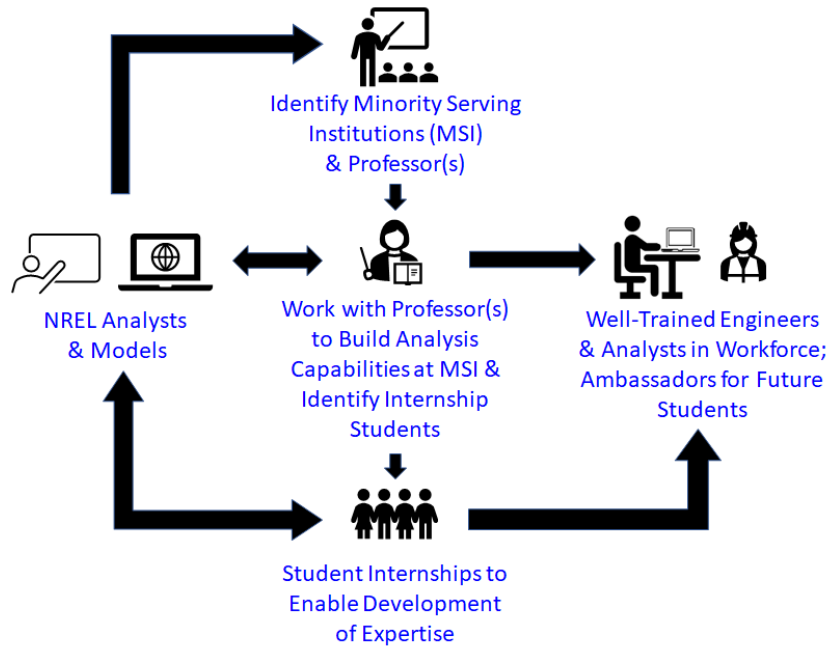 Identify Minority Serving
Institutions (MSI)
& Professor(s)
NREL Analysts
& Models
Work with Professor(s)
to Build Analysis
Capabilities at MSI &
Identify Internship
Students
Well-Trained Engineers
& Analysts in Workforce;
Ambassadors for Future
Students
Student Internships to
Enable Development
of Expertise